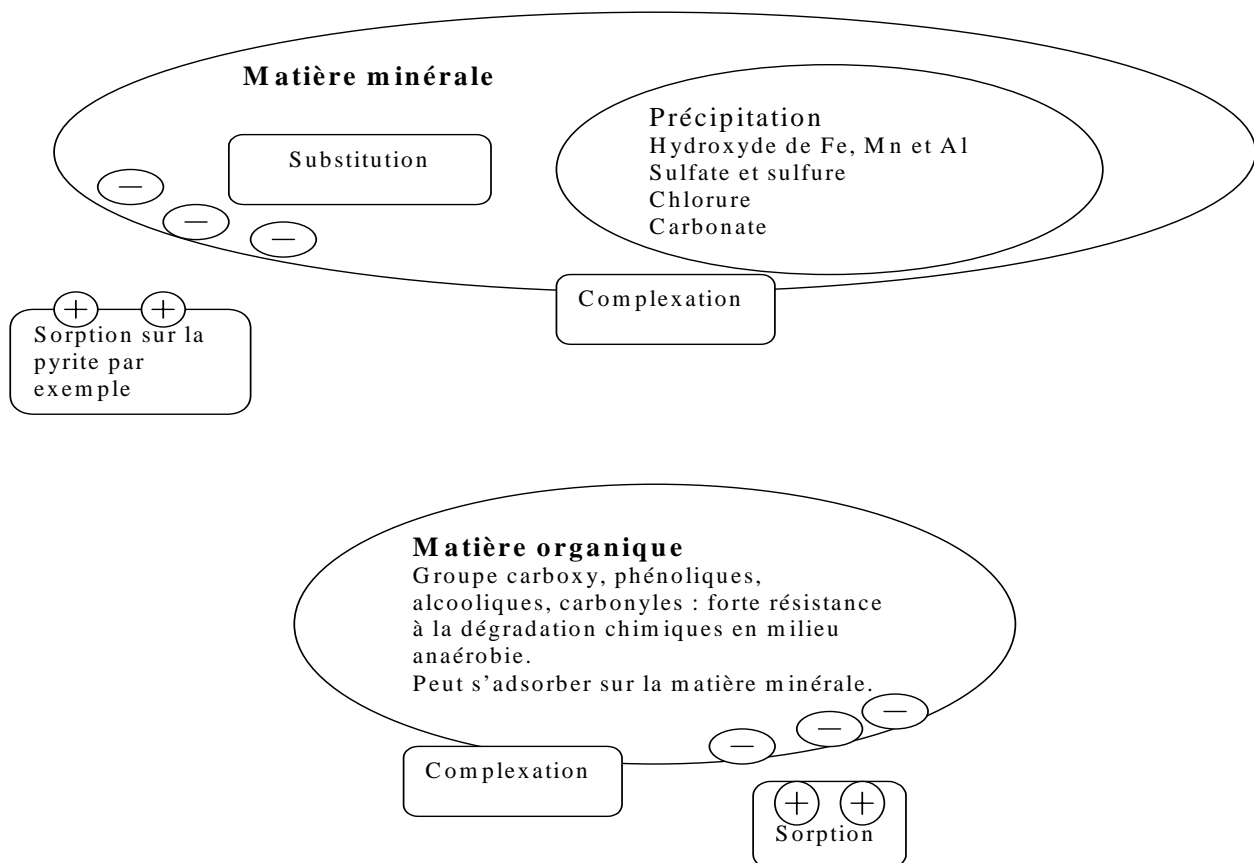 Matière minérale
Précipitation
Hydroxyde de Fe, Mn et Al
Sulfate et sulfure
Chlorure
Carbonate
Substitution
−
−
−
Complexation
+ +
Sorption sur la
pyrite par
exemple
Matière organique
Groupe carboxy, phénoliques,
alcooliques, carbonyles : forte résistance
à la dégradation chimiques en milieu
anaérobie.
Peut s’adsorber sur la matière minérale.
−
−
−
Complexation
+ +
Sorption